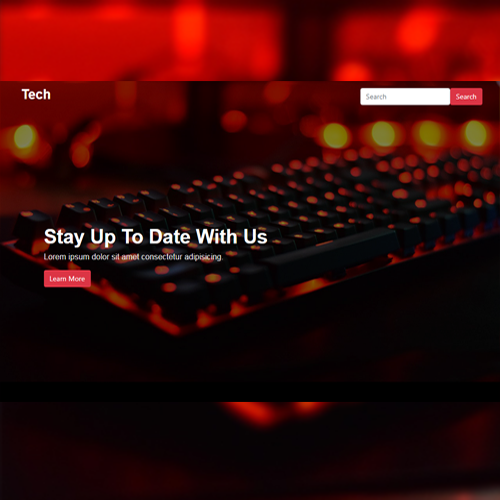 Tech
Search
Search
Stay Up To Date With Us
Lorem ipsum dolor sit amet consectetur adipisicing.
Learn More